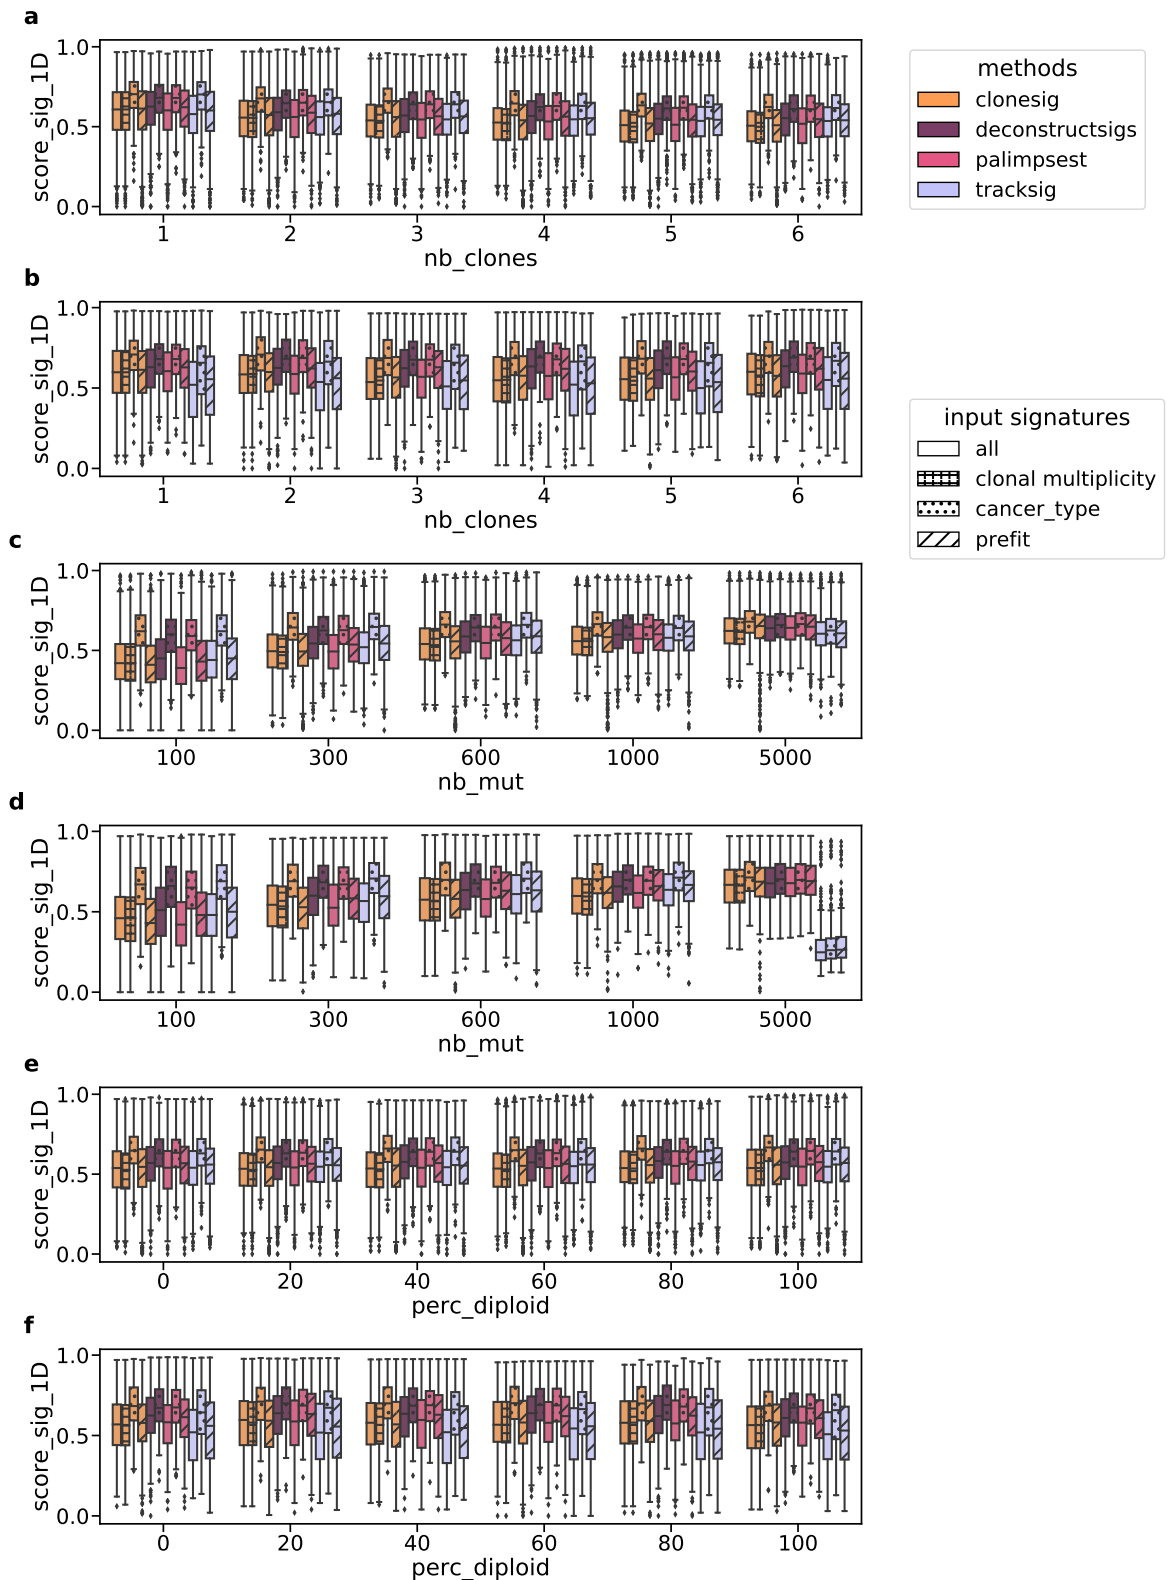 a
score_sig_1D
1.0
0.5
0.0
1 2 3 4 5 6
nb_clones
methods
clonesig
deconstructsigs
palimpsest
tracksig
b
score_sig_1D
1.0
0.5
0.0
1 2 3 4 5 6
nb_clones
input signatures
all
clonal multiplicity
cancer_type
prefit
c
score_sig_1D
1.0
0.5
0.0
100 300 600 1000 5000
nb_mut
d
score_sig_1D
1.0
0.5
0.0
100 300 600 1000 5000
nb_mut
e
score_sig_1D
1.0
0.5
0.0
0 20 40 60 80 100
perc_diploid
f
score_sig_1D
1.0
0.5
0.0
0 20 40 60 80 100
perc_diploid